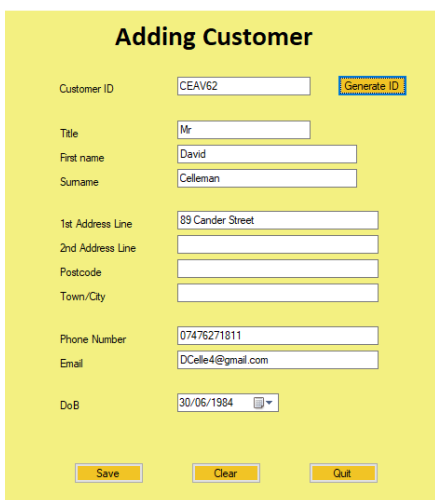 Adding Customer
Customer ID CEAV62 Generate ID
Title Mr
First name David
Surname Celleman
1st Address Line 89 Cander Street
2nd Address Line
Postcode
Town/City
Phone Number 07476271811
Email DCelle4@gmail.com
DoB 30/06/1984
Save Clear Quit